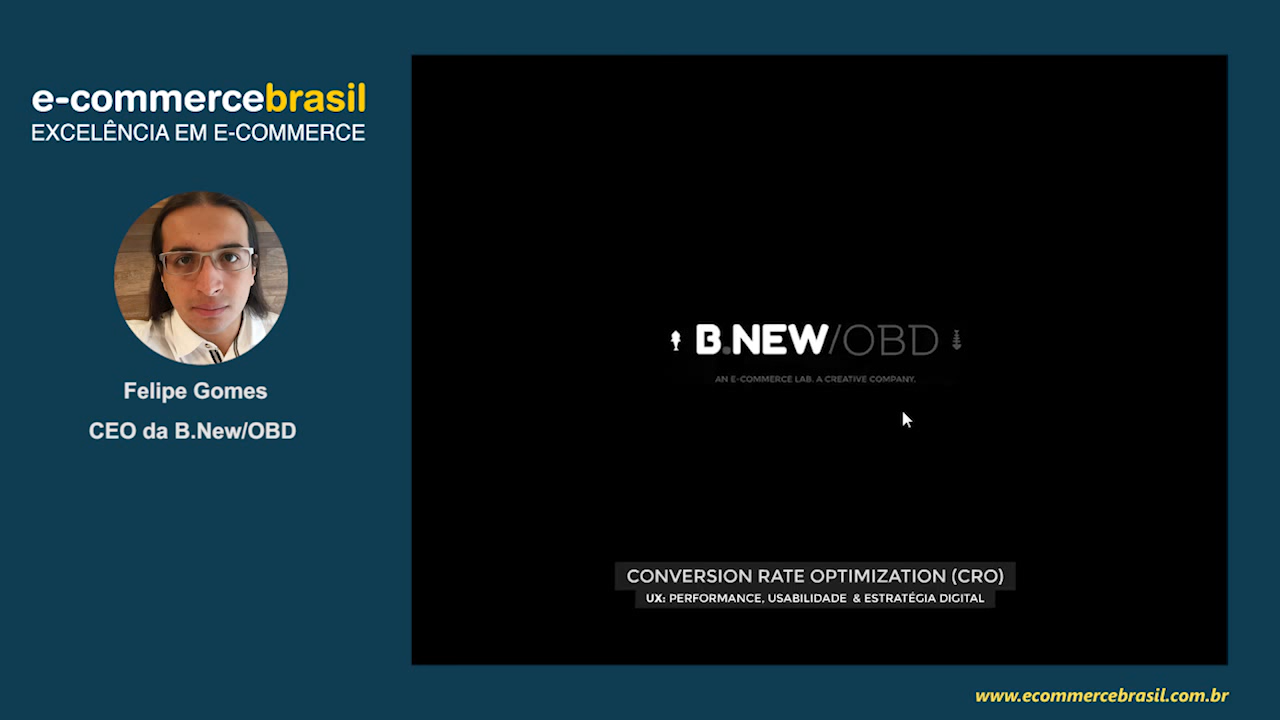 e-commercebrasil
EXCELÊNCIA EM E-COMMERCE
Felipe Gomes
CEO da B.New/OBD
B.NEW/OBD
AN E-COMMERCE LAB. A CREATIVE COMPANY.
CONVERSION RATE OPTIMIZATION (CRO)
UX: PERFORMANCE, USABILIDADE & ESTRATÉGIA DIGITAL
www.ecommercebrasil.com.br